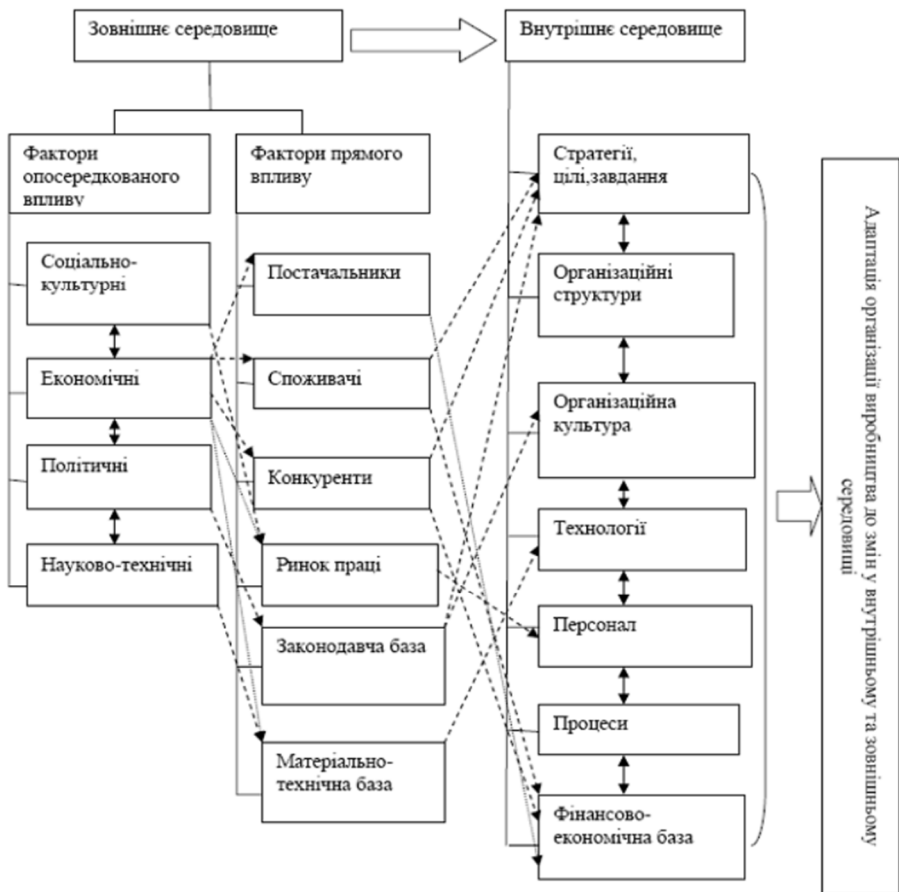 Зовнішнє середовище
Внутрішнє середовище
Фактори
опосередкованого
впливу
Фактори прямого
впливу
Соціально-
культурні
Економічні
Політичні
Науково-технічні
Постачальники
Споживачі
Конкуренти
Ринок праці
Законодавча база
Матеріально-
технічна база
Стратегії,
цілі,завдання
Організаційні
структури
Організаційна
культура
Технології
Персонал
Процеси
Фінансово-
економічна база
Адаптація організації виробництва до змін у внутрішньому та зовнішньому
середовищі